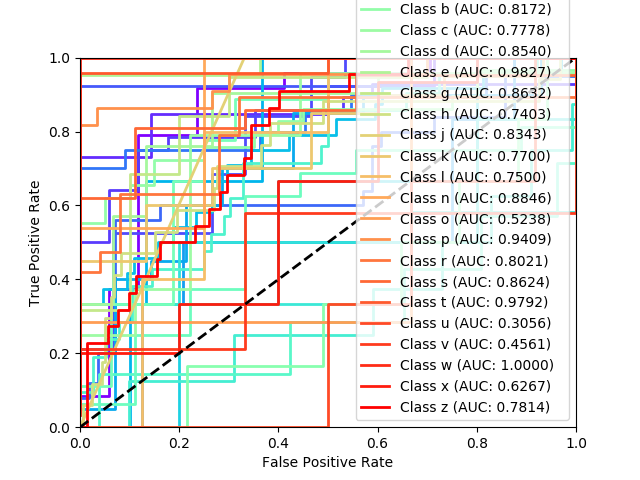 Class b (AUC: 0.8172)
Class c (AUC: 0.7778)
Class d (AUC: 0.8540)
Class e (AUC: 0.9827)
Class g (AUC: 0.8632)
Class h (AUC: 0.7403)
Class j (AUC: 0.8343)
Class k (AUC: 0.7700)
Class l (AUC: 0.7500)
Class n (AUC: 0.8846)
Class o (AUC: 0.5238)
Class p (AUC: 0.9409)
Class r (AUC: 0.8021)
Class s (AUC: 0.8624)
Class t (AUC: 0.9792)
Class u (AUC: 0.3056)
Class v (AUC: 0.4561)
Class w (AUC: 1.0000)
Class x (AUC: 0.6267)
Class z (AUC: 0.7814)
True Positive Rate
1.0
0.8
0.6
0.4
0.2
0.0
0.0 0.2 0.4 0.6 0.8 1.0
False Positive Rate